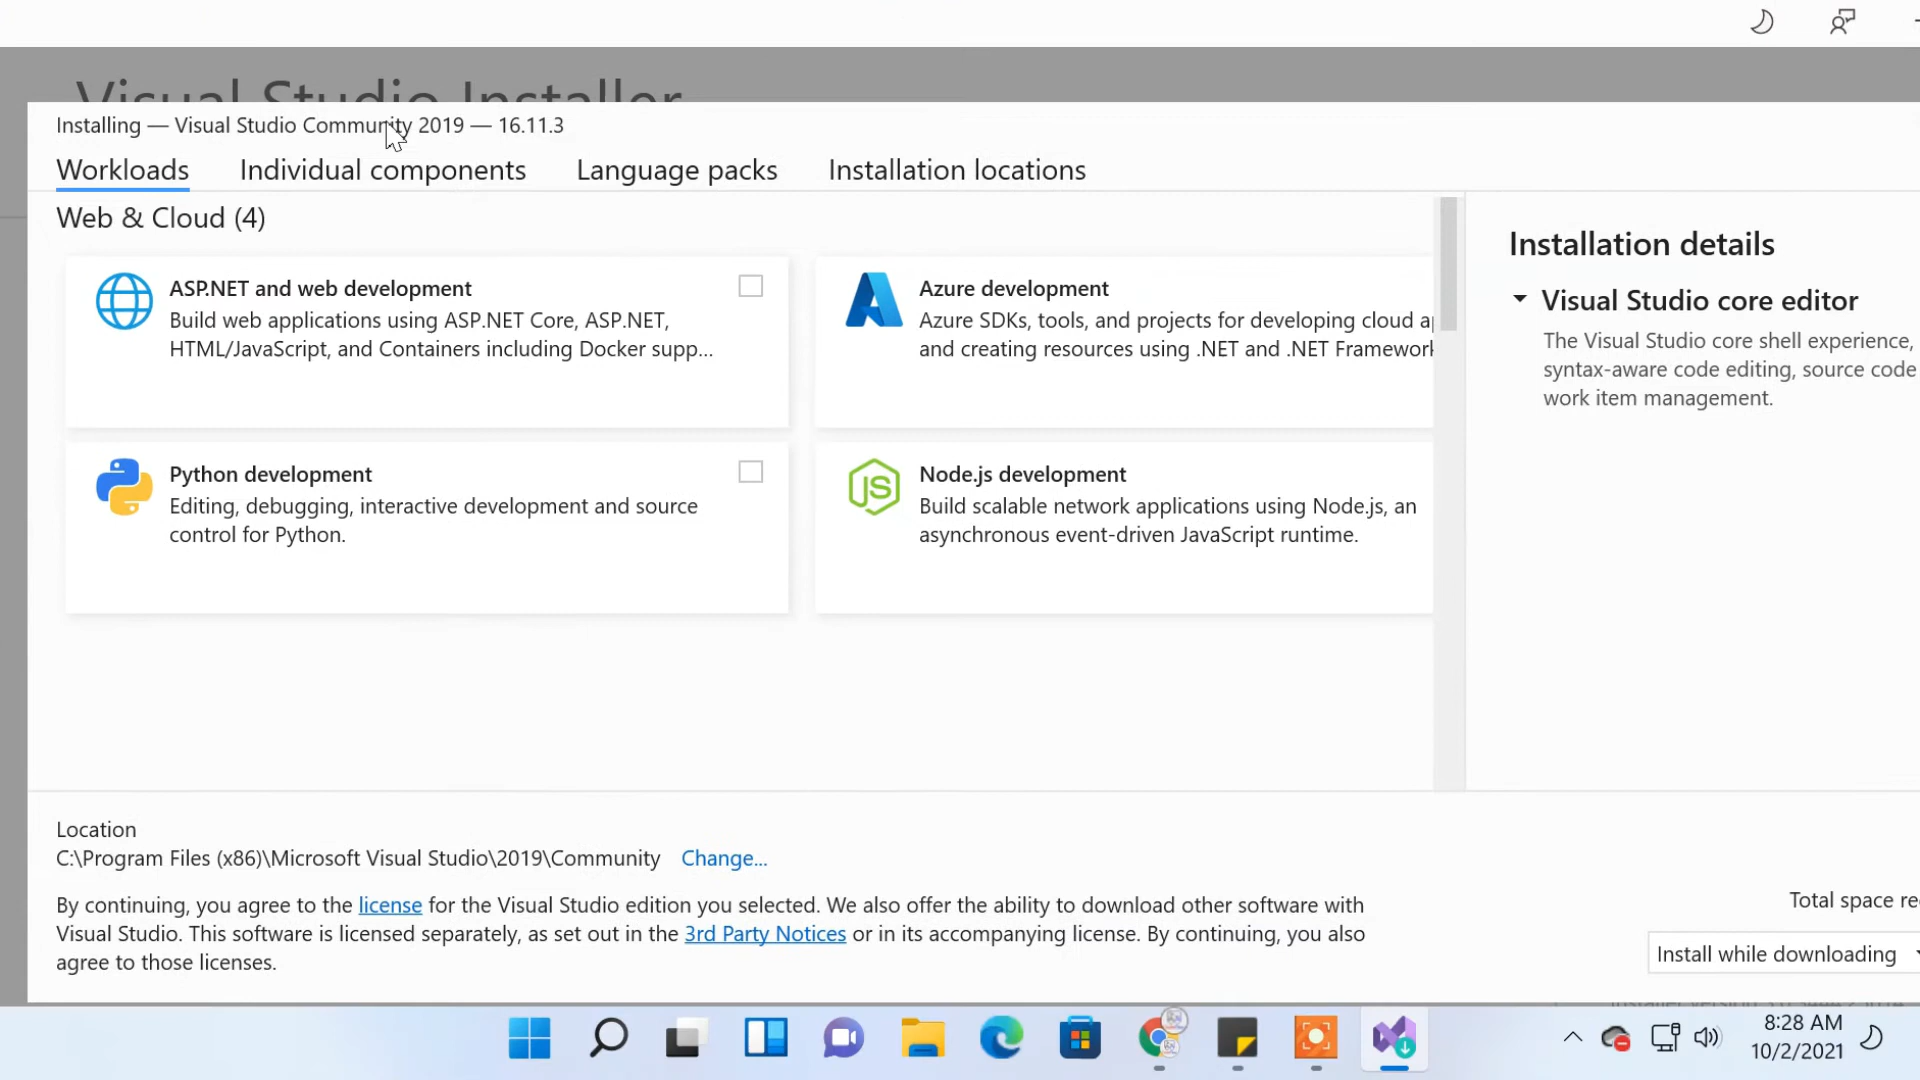 Visual Studio Installer
Installing — Visual Studio Community 2019 — 16.11.3
Workloads
Individual components
Language packs
Installation locations
Web & Cloud (4)
ASP.NET and web development
Build web applications using ASP.NET Core, ASP.NET,
HTML/JavaScript, and Containers including Docker supp...
Azure development
Azure SDKs, tools, and projects for developing cloud
and creating resources using .NET and .NET Framework
Python development
Editing, debugging, interactive development and source
control for Python.
Node.js development
Build scalable network applications using Node.js, an
asynchronous event-driven JavaScript runtime.
Installation details
Visual Studio core editor
The Visual Studio core shell experience,
syntax-aware code editing, source code
work item management.
Location
C:\Program Files (x86)\Microsoft Visual Studio\2019\Community Change...
By continuing, you agree to the license for the Visual Studio edition you selected. We also offer the ability to download other software with
Visual Studio. This software is licensed separately, as set out in the 3rd Party Notices or in its accompanying license. By continuing, you also
agree to those licenses.
Total space
Install while downloading
8:28 AM
10/2/2021